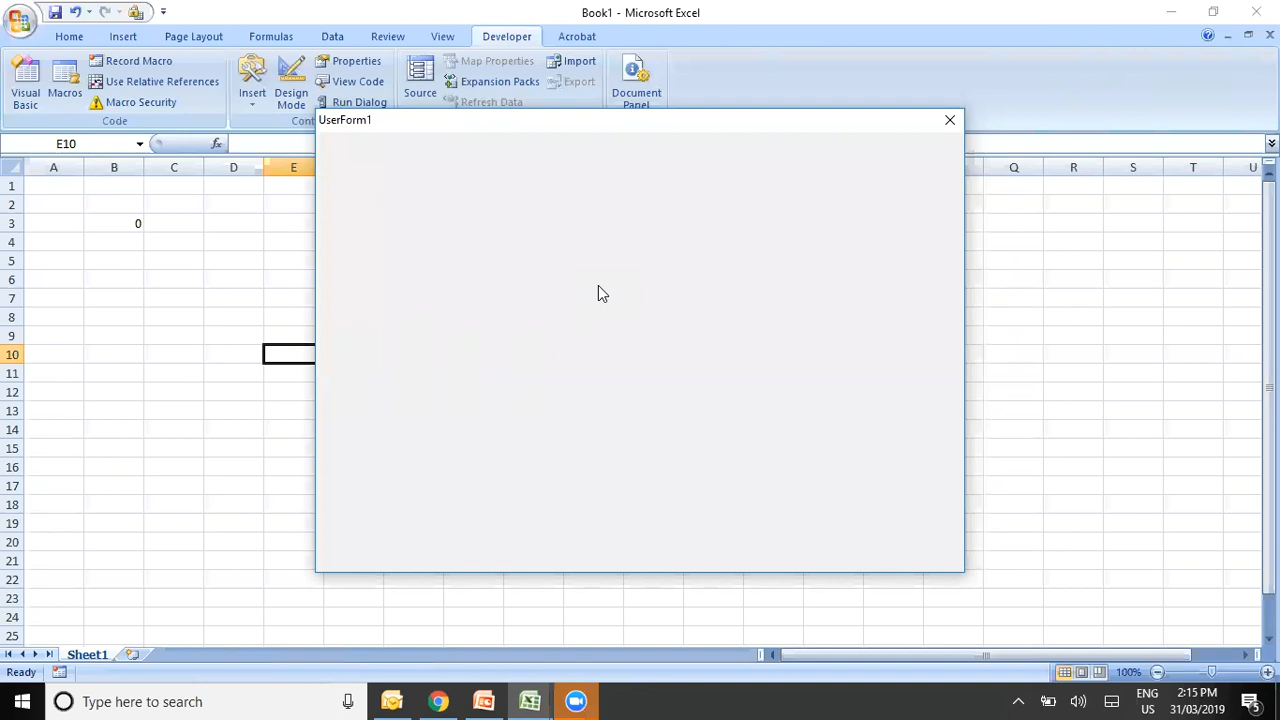 Book1 - Microsoft Excel
Home Insert Page Layout Formulas Data Review View Developer Acrobat
Visual Basic
Macros
Record Macro
Use Relative References
Macro Security
Code
Insert
Design Mode
Properties
View Code
Run Dialog
Cont
Source
Map Properties
Expansion Packs
Refresh Data
Import
Export
Document Panel
UserForm1
E10
fx
A B C D E Q R S T U
1
2
3 0
4
5
6
7
8
9
10
11
12
13
14
15
16
17
18
19
20
21
22
23
24
25
Sheet1
Ready
100%
Type here to search
ENG
US
2:15 PM
31/03/2019
5